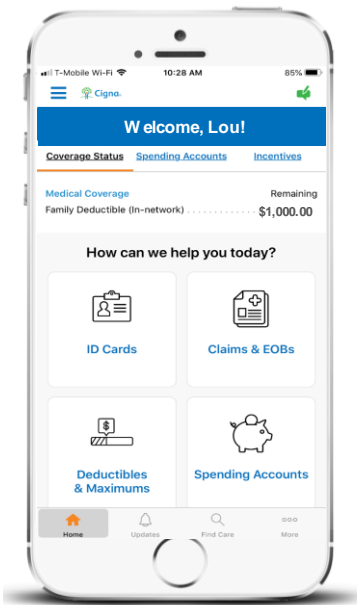 T-Mobile Wi-Fi 10:28 AM 85%
Cigna.
Welcome, Lou!
Coverage Status Spending Accounts Incentives
Medical Coverage Remaining
Family Deductible (In-network) . . . . . . . . . . . . . $1,000.00
How can we help you today?
ID Cards Claims & EOBs
$
Deductibles Spending Accounts
& Maximums
Home Updates Find Care More